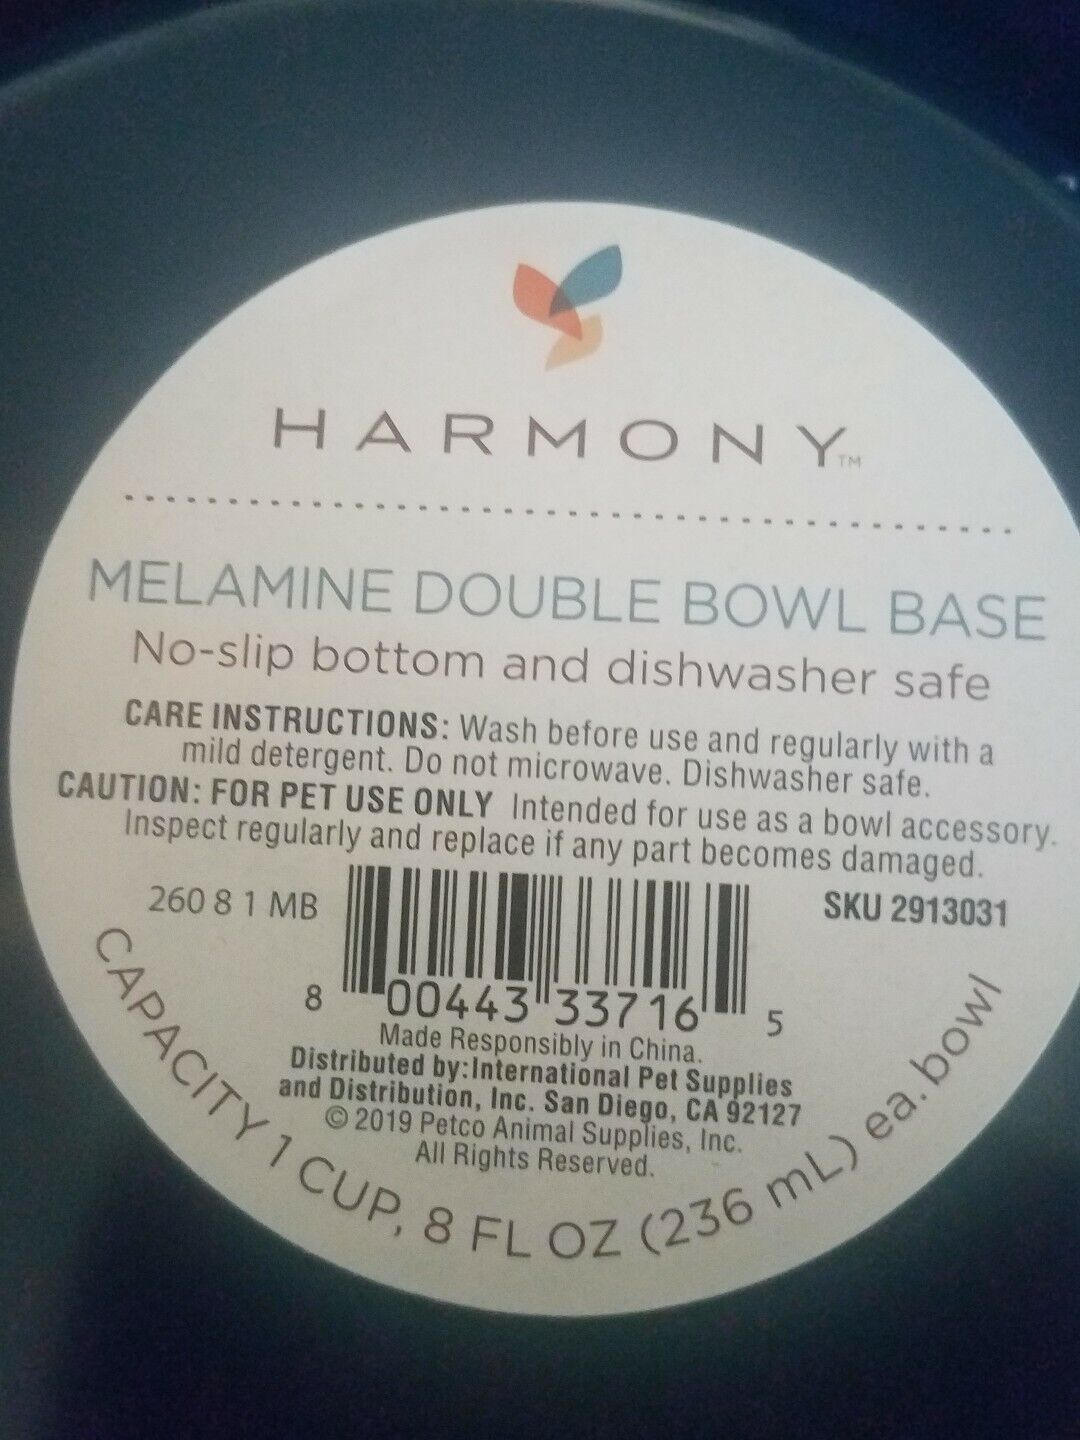 HARMONY™
MELAMINE DOUBLE BOWL BASE
No-slip bottom and dishwasher safe
CARE INSTRUCTIONS: Wash before use and regularly with a
mild detergent. Do not microwave. Dishwasher safe.
CAUTION: FOR PET USE ONLY Intended for use as a bowl accessory.
Inspect regularly and replace if any part becomes damaged.
260 8 1 MB
SKU 2913031
8 00443 33716 5
Made Responsibly in China.
Distributed by:International Pet Supplies
and Distribution, Inc. San Diego, CA 92127
© 2019 Petco Animal Supplies, Inc.
All Rights Reserved.
CAPACITY 1 CUP, 8 FL OZ (236 mL) ea. bowl